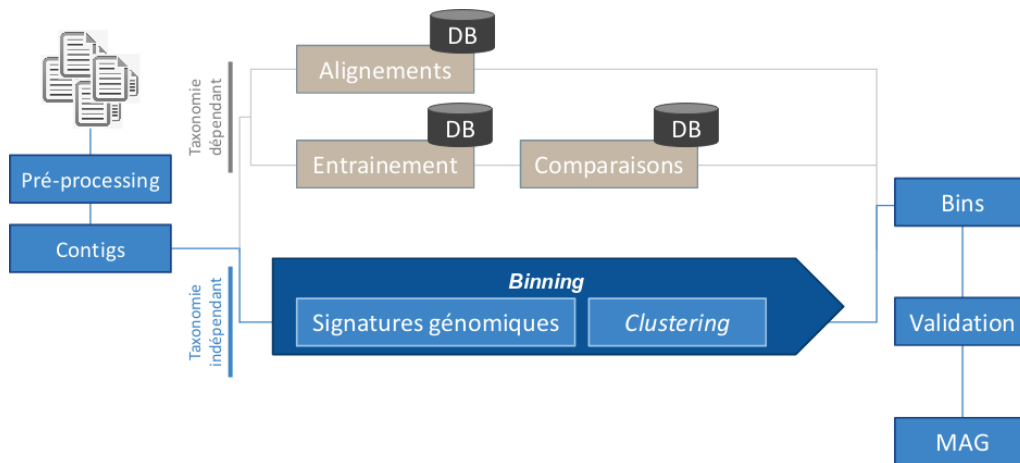 DB
Alignements
Taxonomie
dépendant
DB
Entrainement
DB
Comparaisons
Pré-processing
Contigs
Bins
Taxonomie
indépendant
Binning
Signatures génomiques
Clustering
Validation
MAG